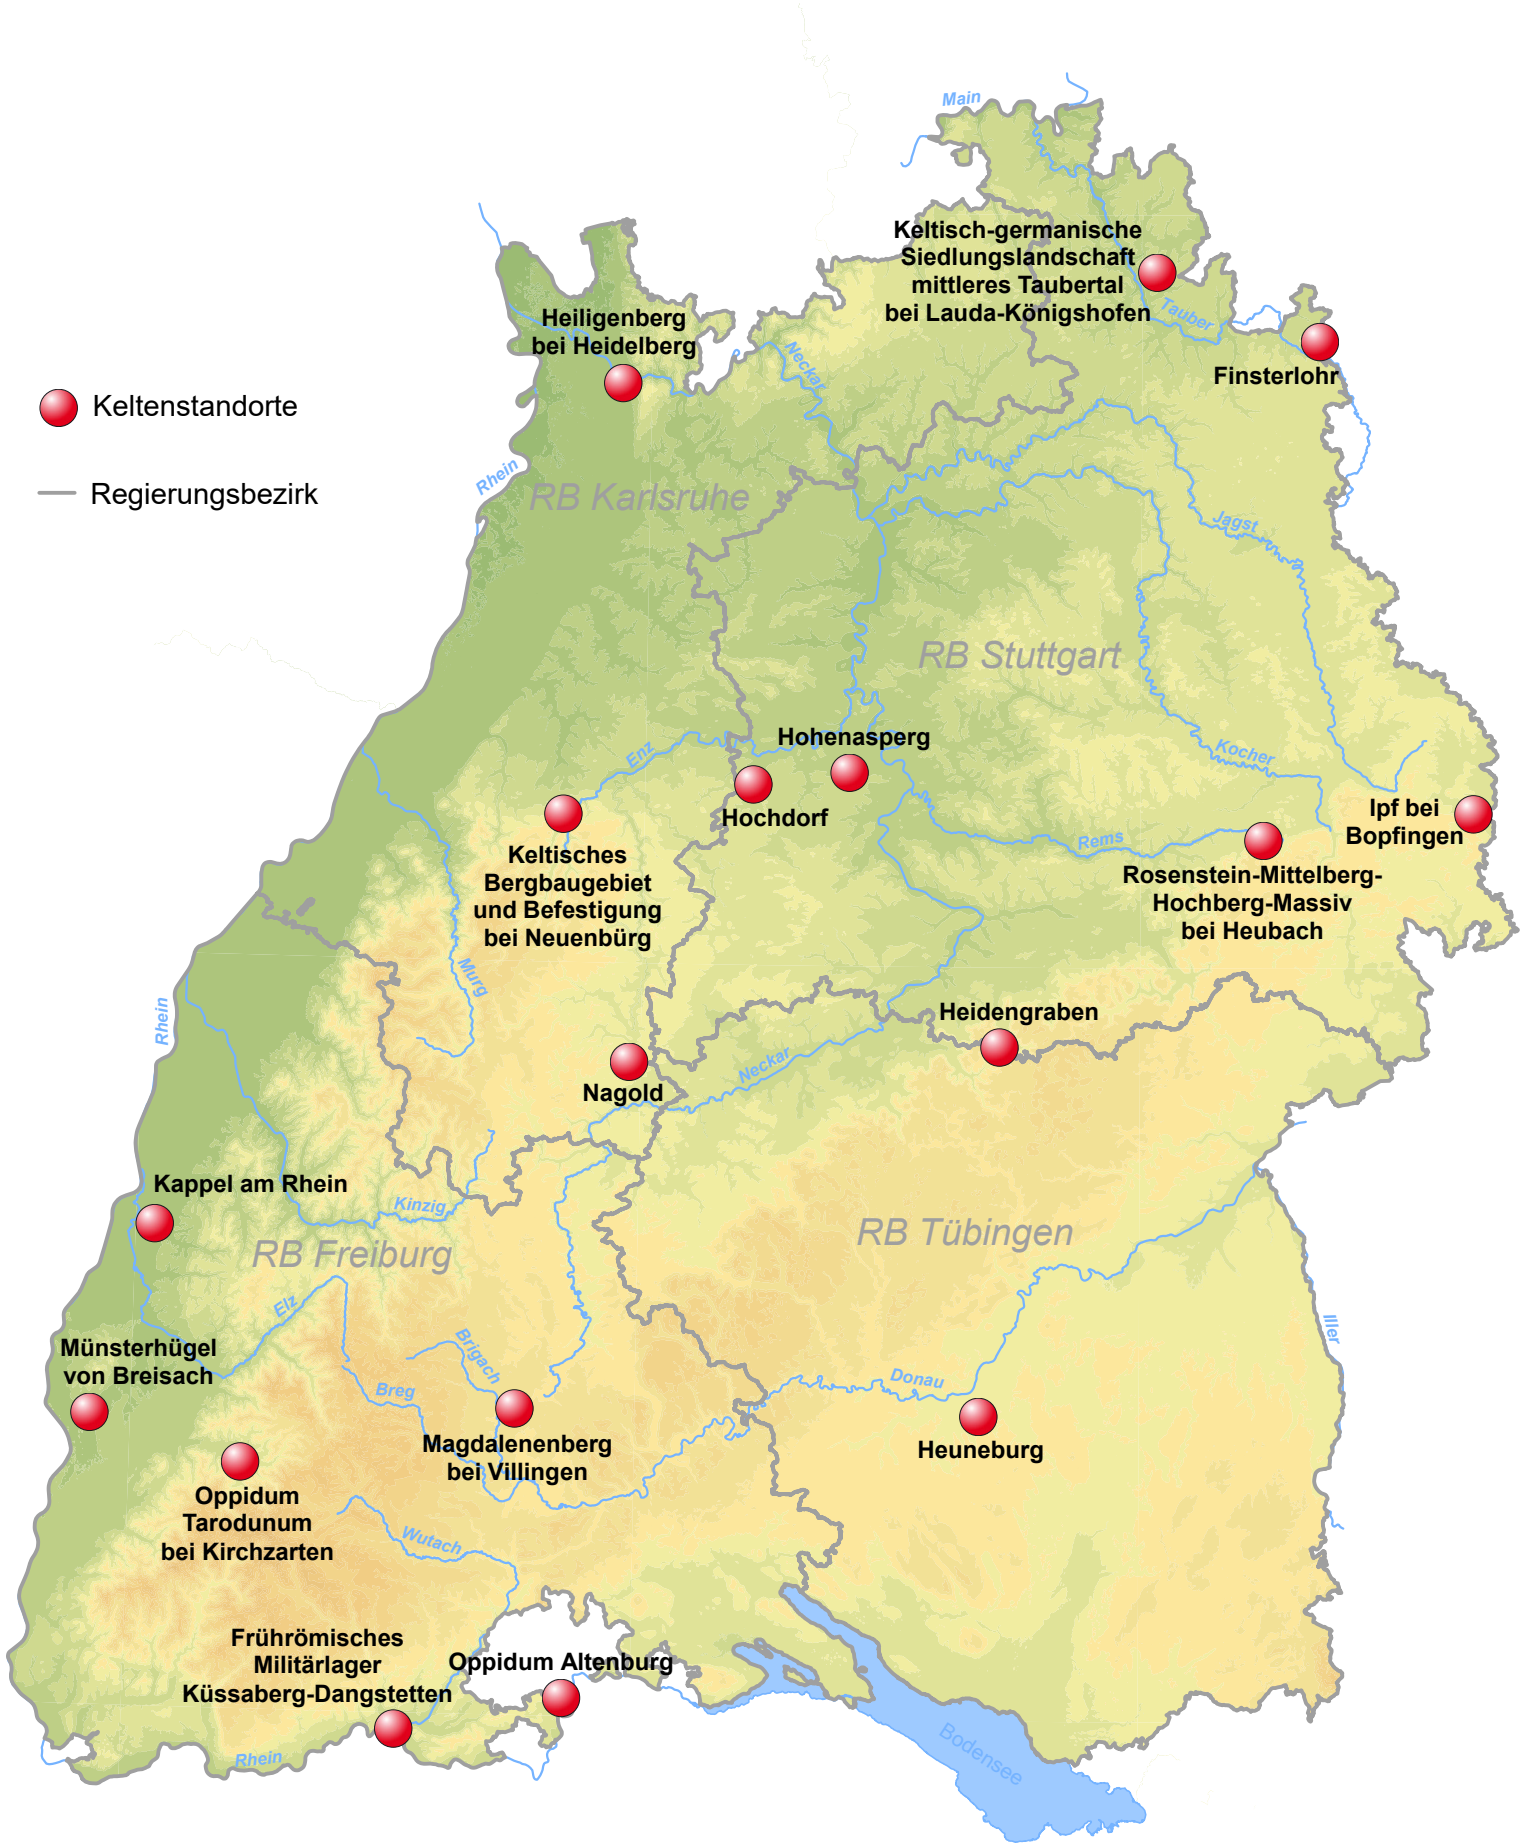 Main
Keltisch-germanische
Siedlungslandschaft
mittleres Taubertal
bei Lauda-Königshofen
Tauber
Heiligenberg
bei Heidelberg
Neckar
Finsterlohr
Keltenstandorte
Rhein
Regierungsbezirk
RB Karlsruhe
Jagst
RB Stuttgart
Hohenasperg
Enz
Kocher
Hochdorf
Ipf bei
Bopfingen
Rems
Keltisches
Bergbaugebiet
und Befestigung
bei Neuenbürg
Rosenstein-Mittelberg-
Hochberg-Massiv
bei Heubach
Murg
Rhein
Heidengraben
Neckar
Nagold
Kappel am Rhein
Kinzig
RB Freiburg
RB Tübingen
Elz
Iller
Münsterhügel
von Breisach
Brigach
Breg
Donau
Magdalenenberg
bei Villingen
Heuneburg
Oppidum
Tarodunum
bei Kirchzarten
Wutach
Frührömisches
Militärlager
Küssaberg-Dangstetten
Oppidum Altenburg
Rhein
Bodensee